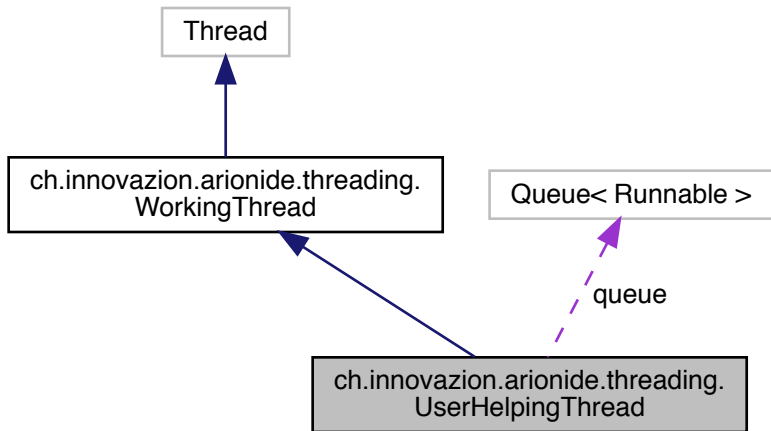 Thread
ch.innovazion.arionide.threading.
WorkingThread
Queue< Runnable >
queue
ch.innovazion.arionide.threading.
UserHelpingThread